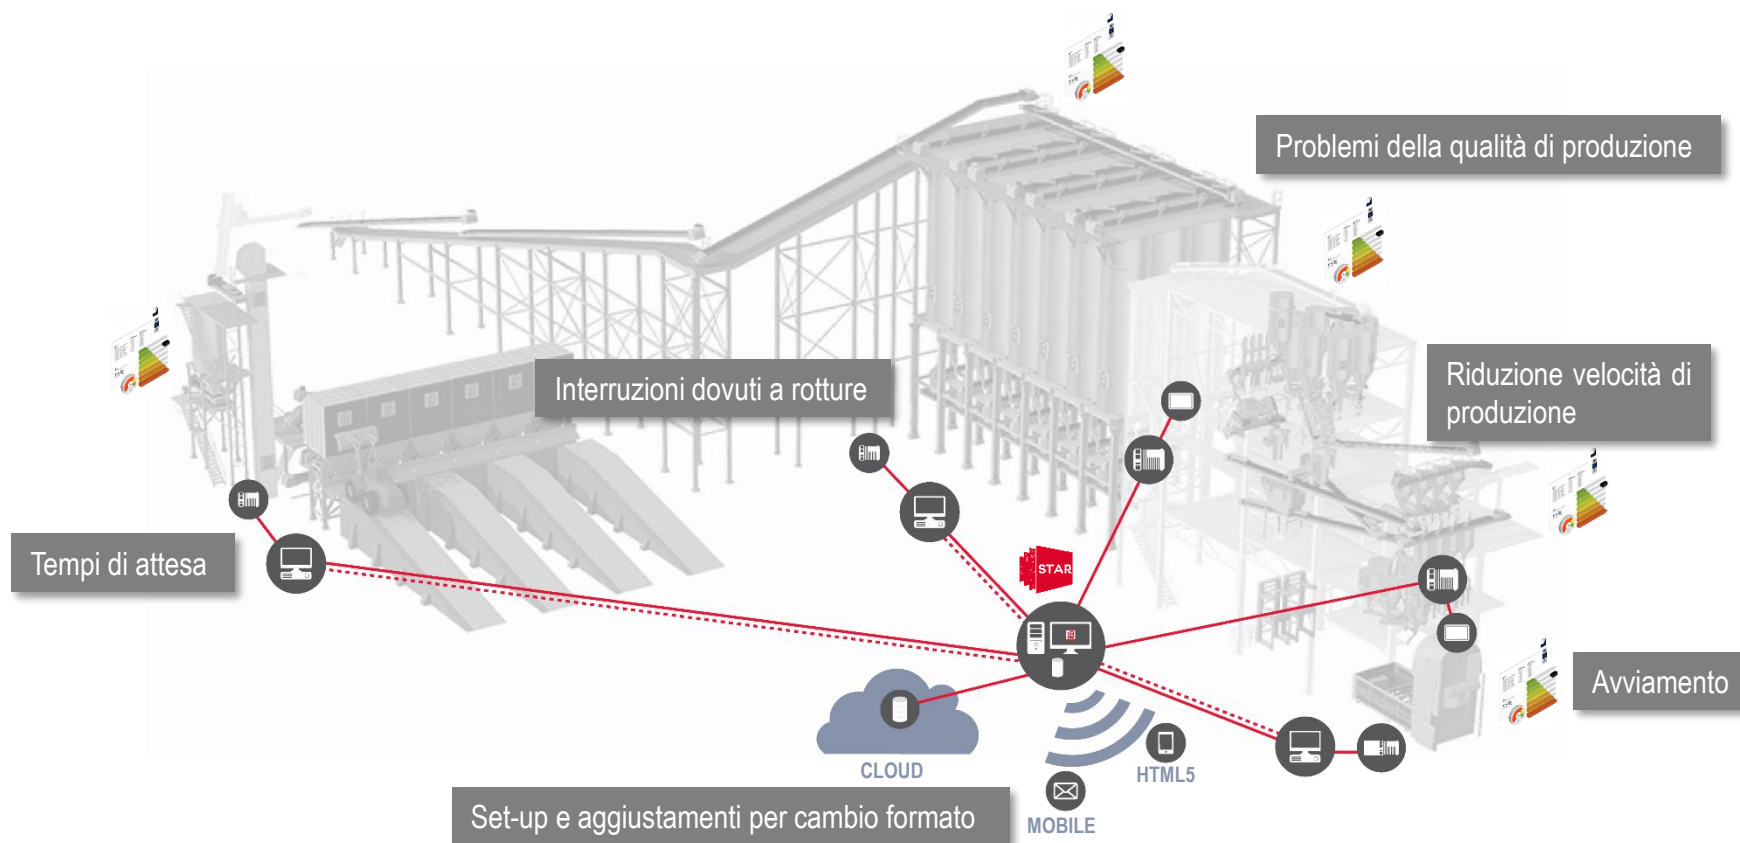 Problemi della qualità di produzione
Interruzioni dovuti a rotture
Riduzione velocità di
produzione
Tempi di attesa
STAR
Avviamento
CLOUD
HTML5
Set-up e aggiustamenti per cambio formato
MOBILE